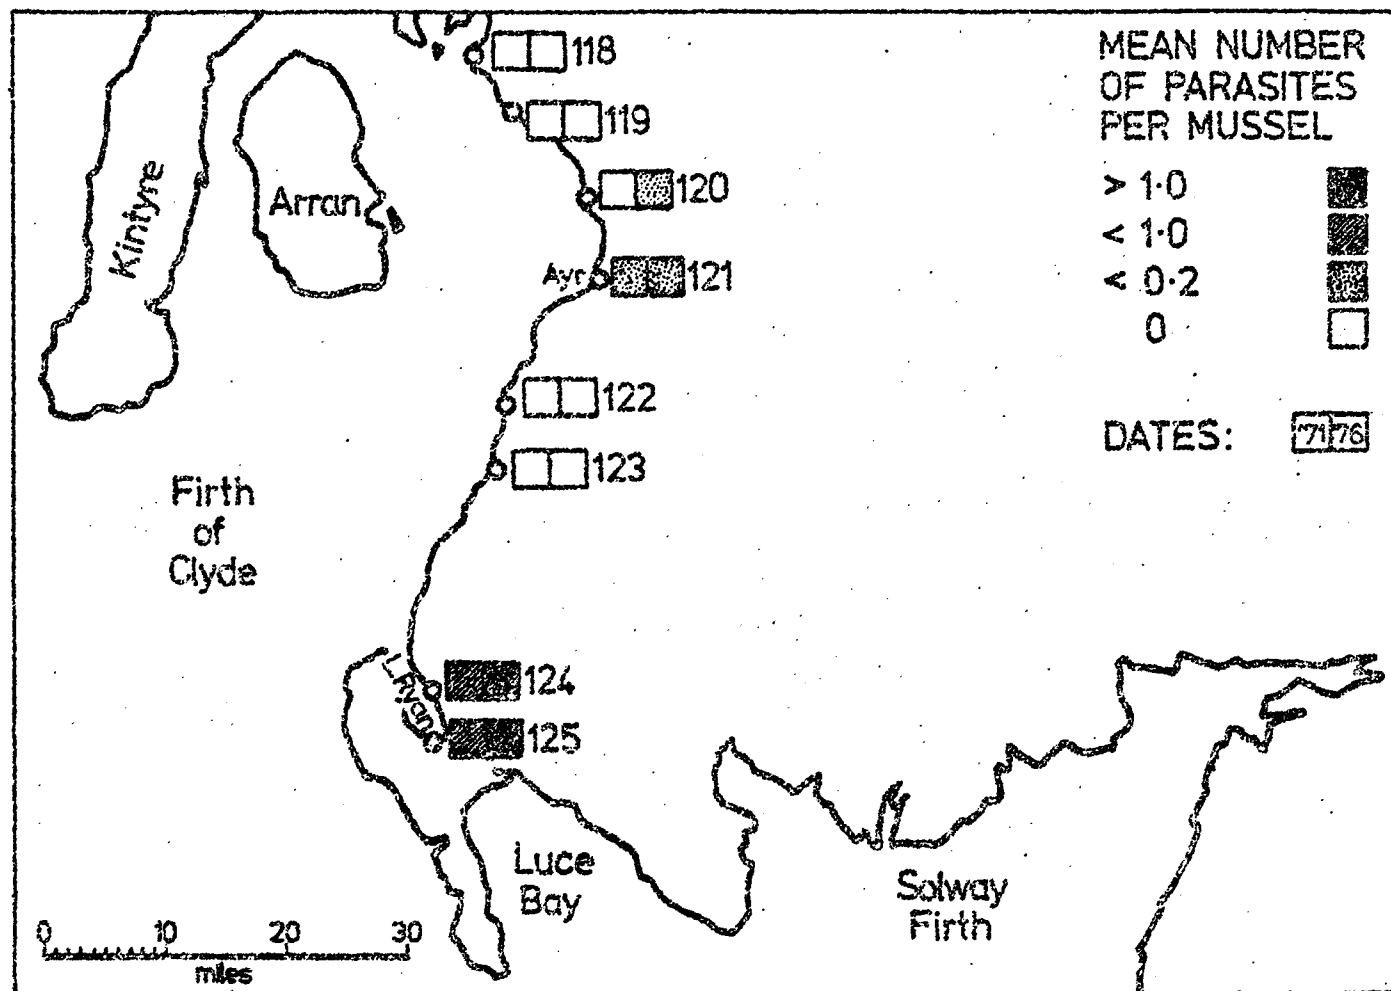 118
119
120
Ayr 121
122
123
124
125
Kintyre
Arran
Firth
of
Clyde
L. Ryan
Luce
Bay
Solway
Firth
0 10 20 30
miles
MEAN NUMBER
OF PARASITES
PER MUSSEL
> 1·0
< 1·0
< 0·2
0
DATES: '71 '76